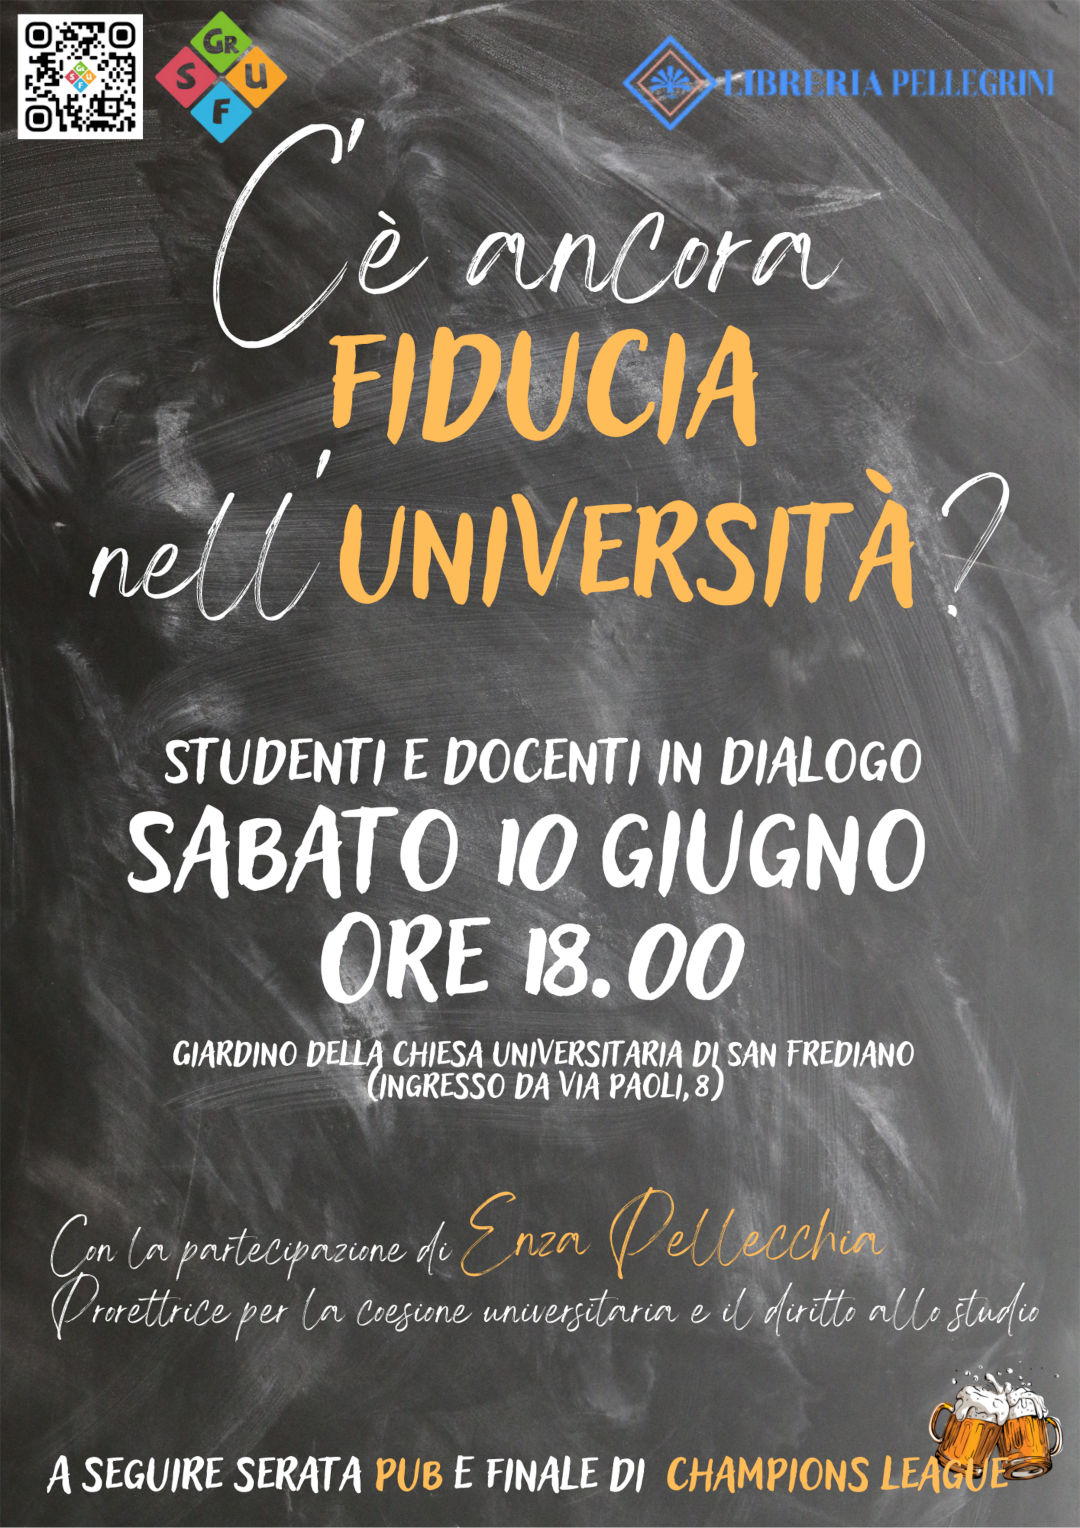 GR
S U
F
LIBRERIA PELLEGRINI
C'è ancora
FIDUCIA
nell'UNIVERSITÀ?
STUDENTI E DOCENTI IN DIALOGO
SABATO 10 GIUGNO
ORE 18.00
GIARDINO DELLA CHIESA UNIVERSITARIA DI SAN FREDIANO
(INGRESSO DA VIA PAOLI, 8)
Con la partecipazione di Enza Pellecchia
Prorettrice per la coesione universitaria e il diritto allo studio
A SEGUIRE SERATA PUB E FINALE DI CHAMPIONS LEAGUE